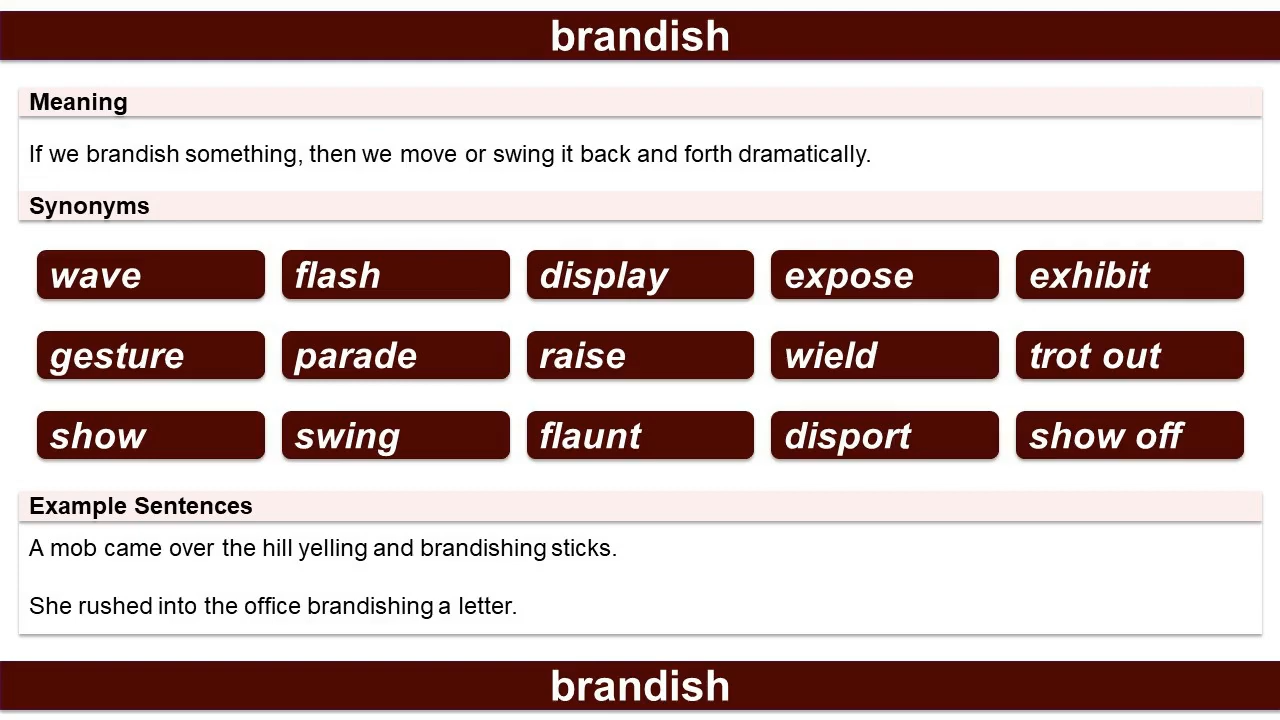 brandish
Meaning
If we brandish something, then we move or swing it back and forth dramatically.
Synonyms
wave flash display expose exhibit
gesture parade raise wield trot out
show swing flaunt disport show off
Example Sentences
A mob came over the hill yelling and brandishing sticks.
She rushed into the office brandishing a letter.
brandish